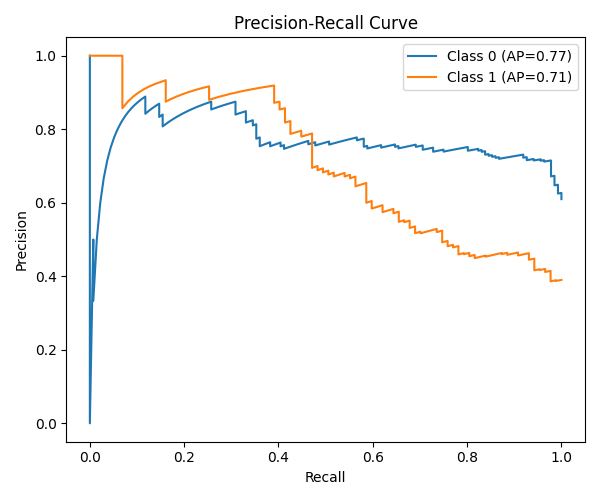 Precision-Recall Curve
Class 0 (AP=0.77)
Class 1 (AP=0.71)
Precision
1.0
0.8
0.6
0.4
0.2
0.0
0.0 0.2 0.4 0.6 0.8 1.0
Recall